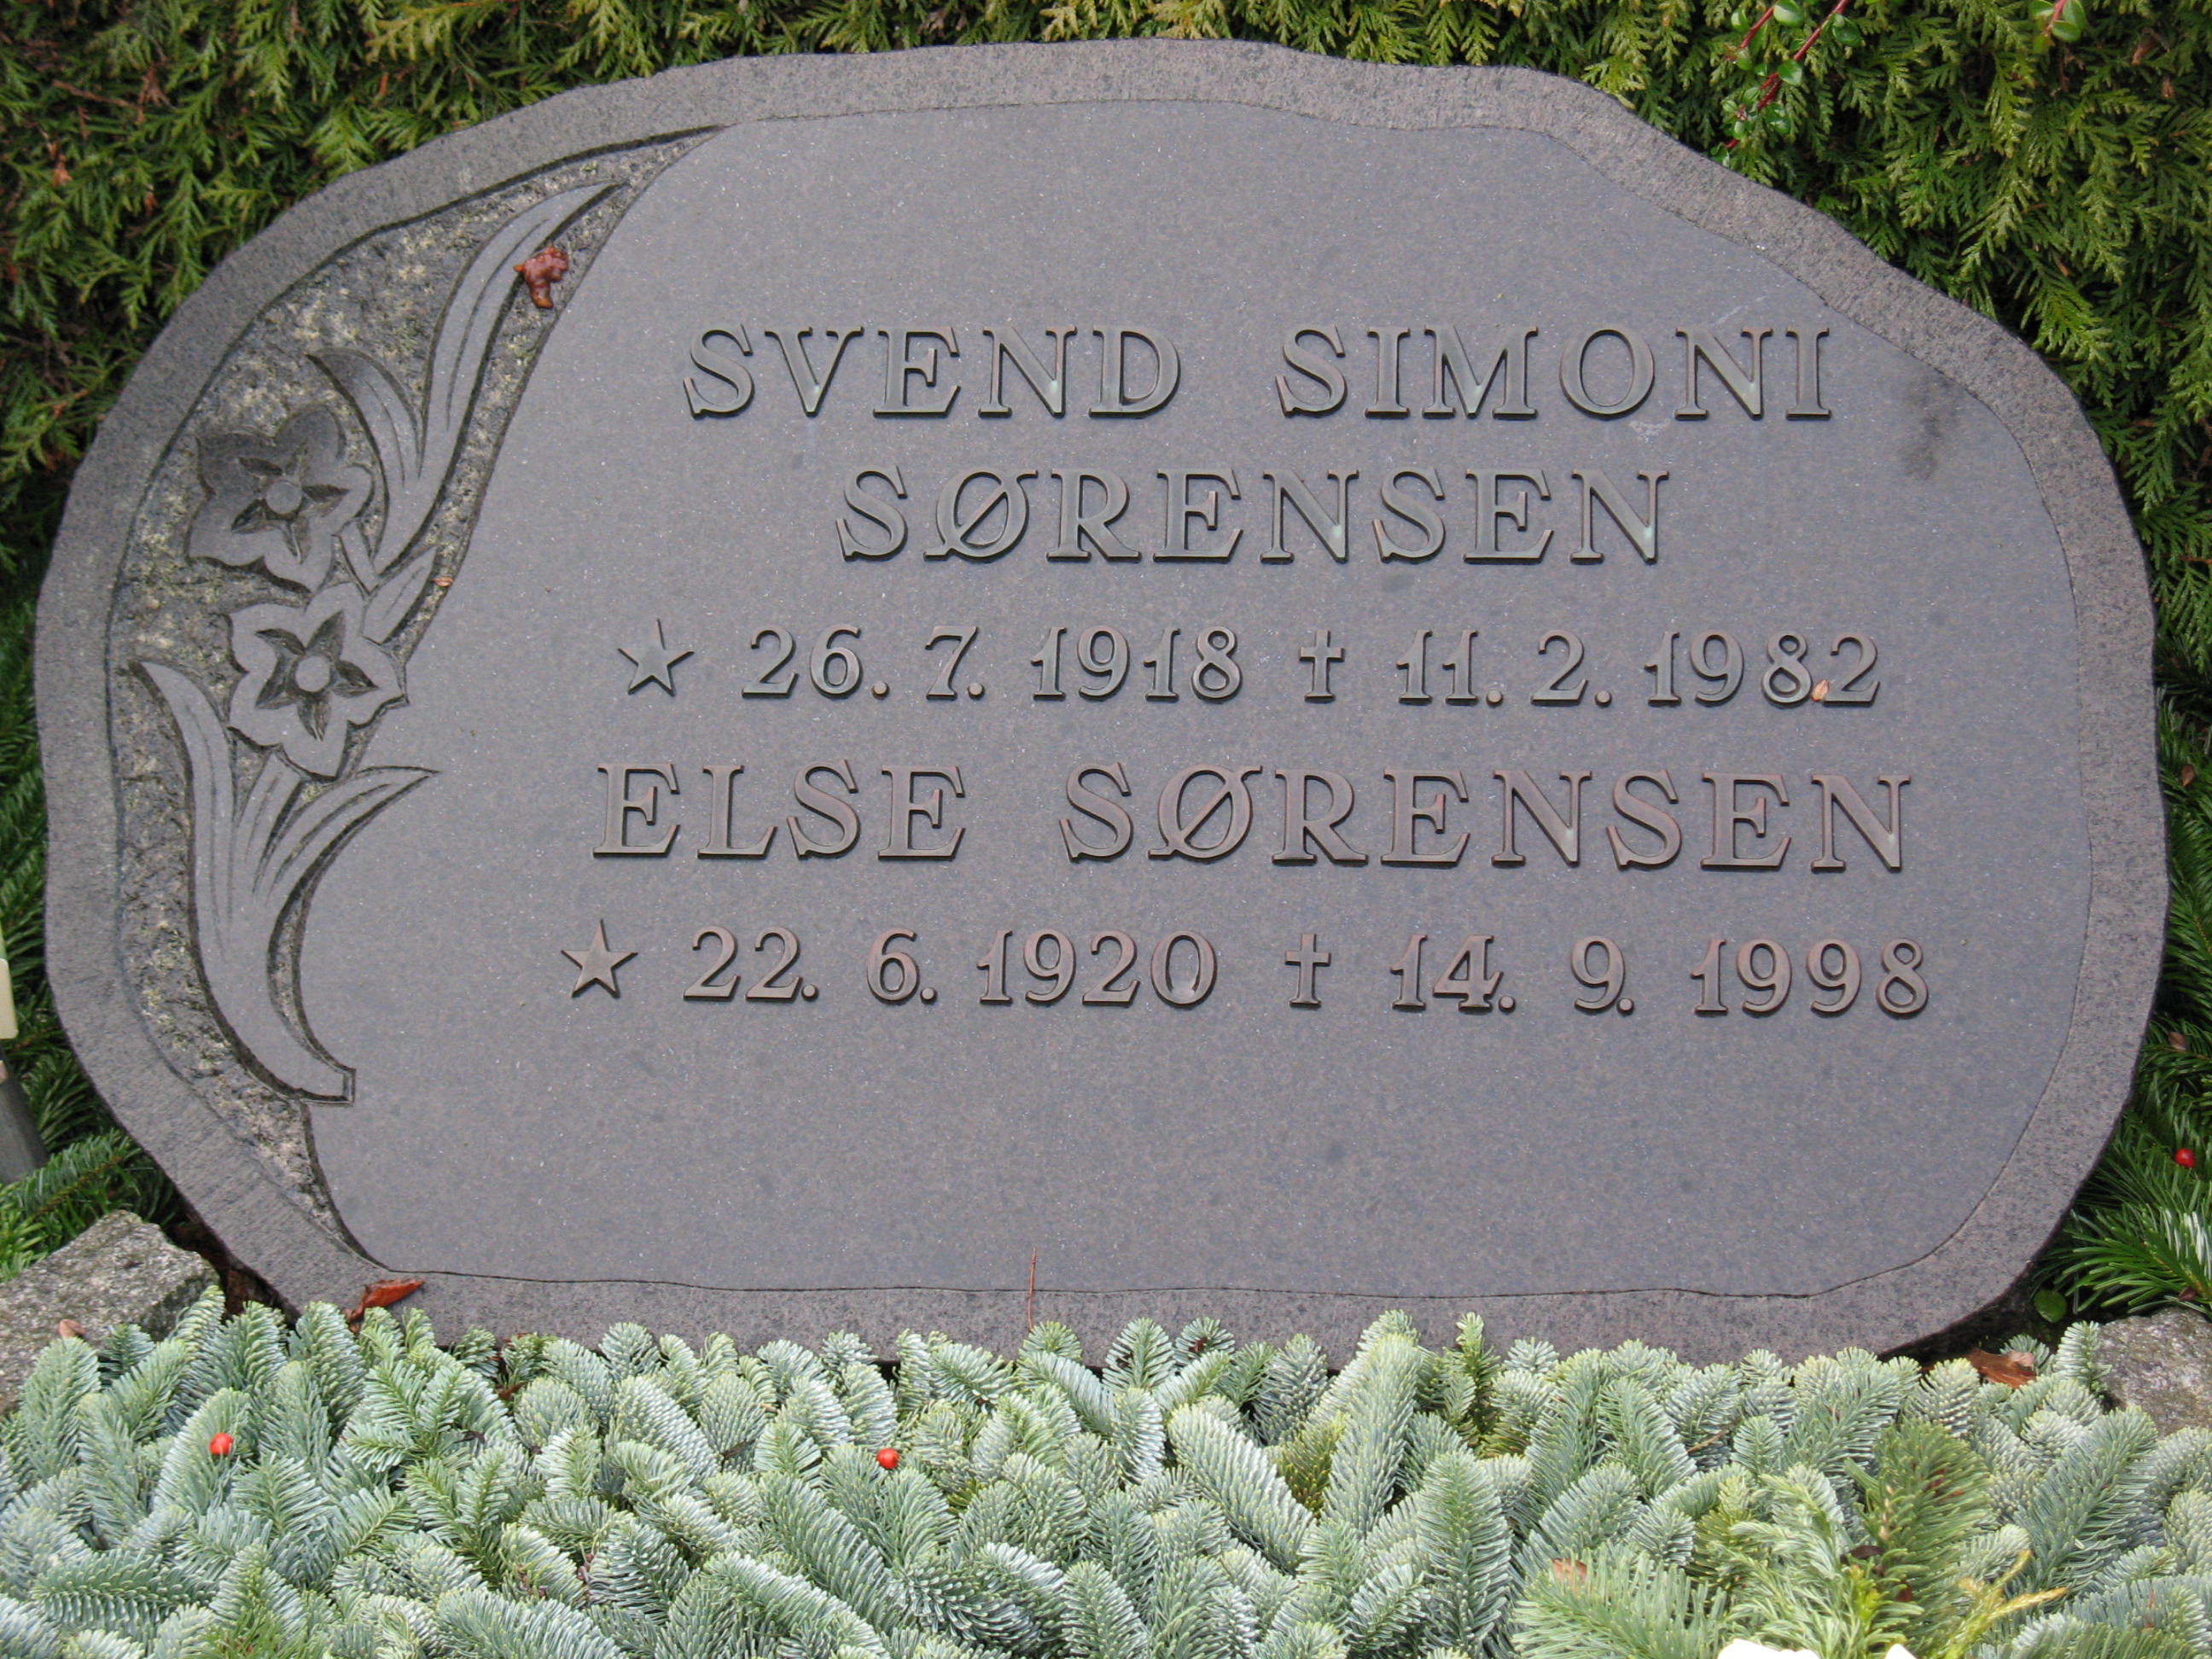 SVEND SIMONI
SØRENSEN
★ 26. 7. 1918 ✝ 11. 2. 1982
ELSE SØRENSEN
★ 22. 6. 1920 ✝ 14. 9. 1998